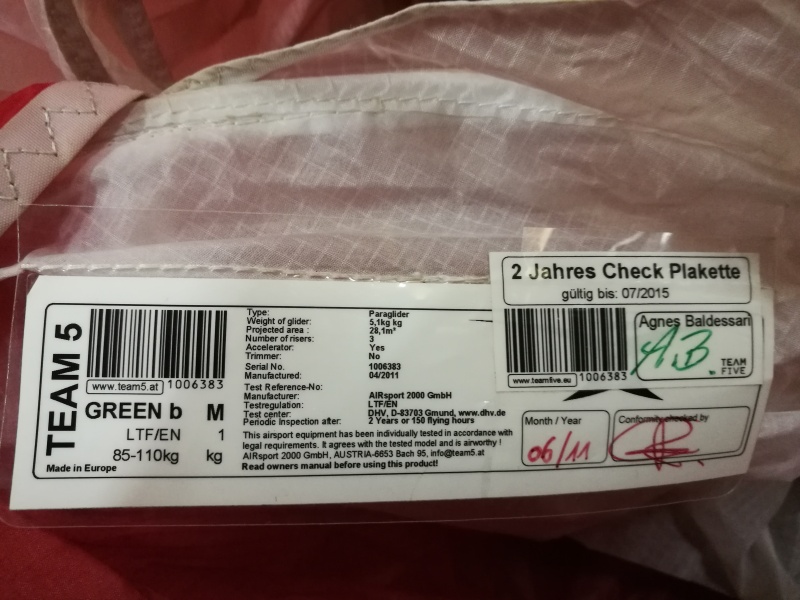 2 Jahres Check Plakette
gültig bis: 07/2015
Agnes Baldessan
A.B
TEAM
FIVE
www.teamfive.eu 1006383
TEAM 5
www.team5.at 1006383
GREEN b M
LTF/EN 1
85-110kg kg
Made in Europe
Type: Paraglider
Weight of glider: 5,1kg kg
Projected area : 28,1m²
Number of risers: 3
Accelerator: Yes
Trimmer: No
Serial No. 1006383
Manufactured: 04/2011
Test Reference-No:
Manufacturer: AIRsport 2000 GmbH
Testregulation: LTF/EN
Test center: DHV, D-83703 Gmund, www.dhv.de
Periodic Inspection after: 2 Years or 150 flying hours
This airsport equipment has been individually tested in accordance with
legal requirements. It agrees with the tested model and is airworthy !
AIRsport 2000 GmbH, AUSTRIA-6653 Bach 95, info@team5.at
Read owners manual before using this product!
Month / Year
06/11
Conformity checked by